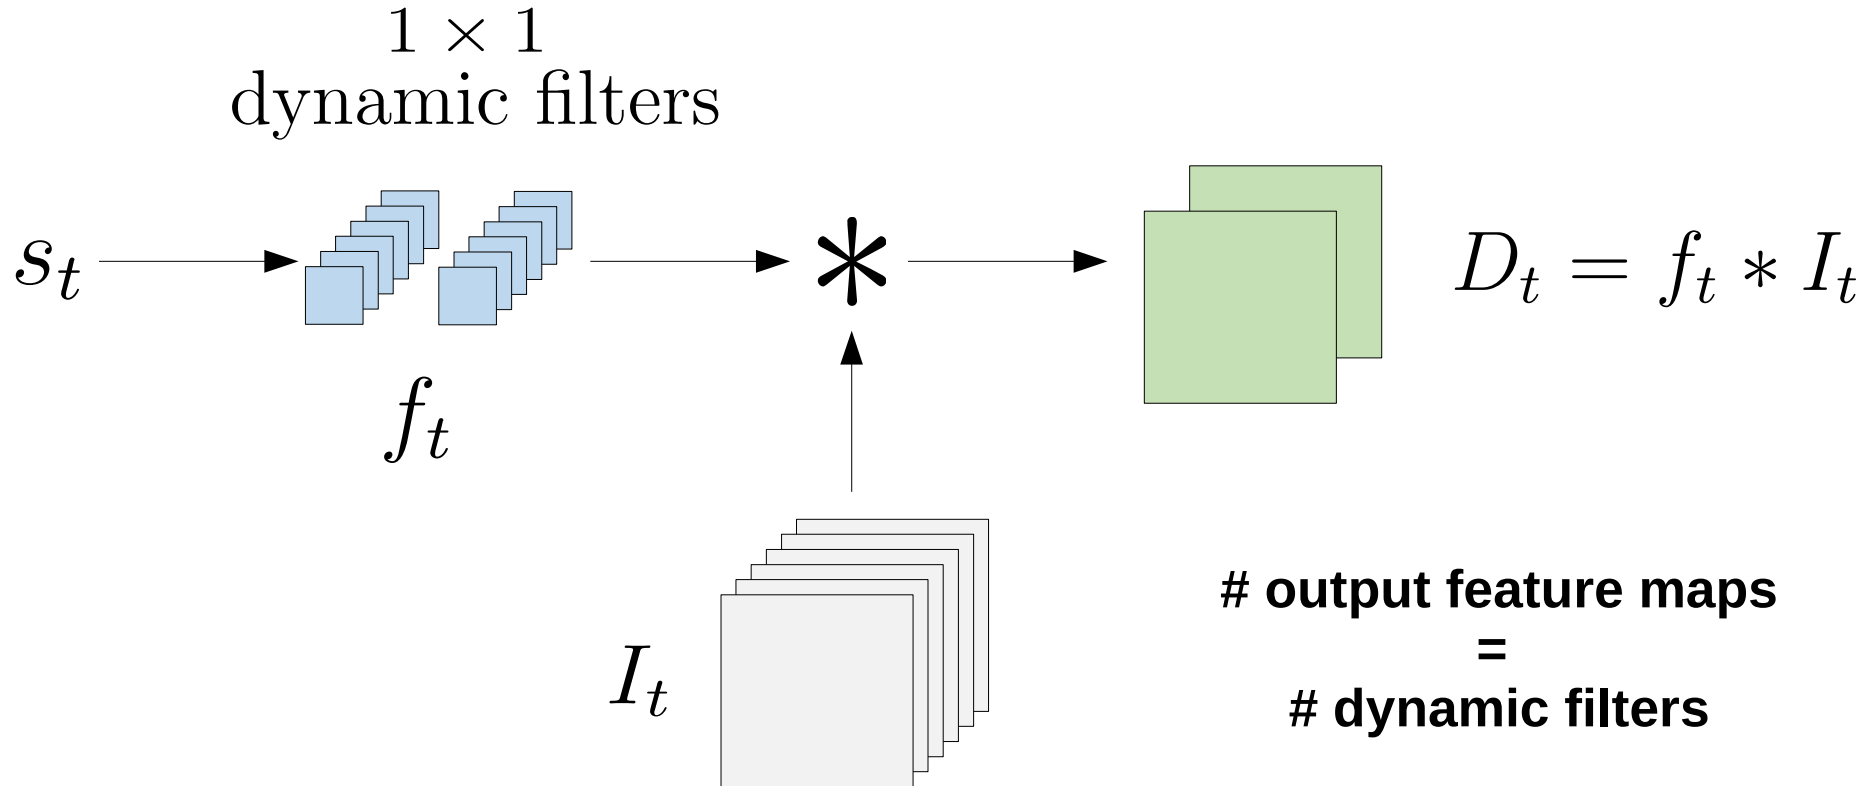 1 × 1
dynamic filters
s_t
*
D_t = f_t * I_t
f_t
I_t
# output feature maps
=
# dynamic filters